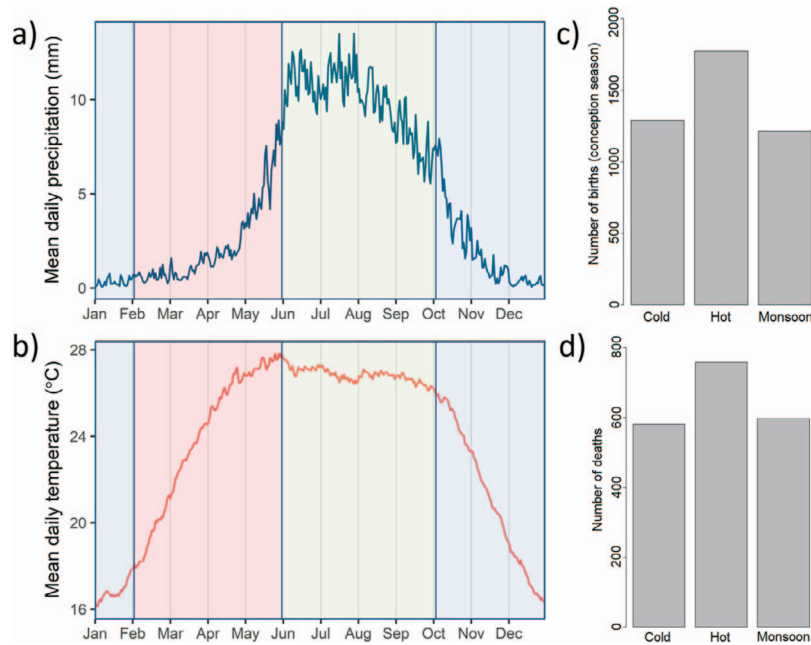 a)
Mean daily precipitation (mm)
10
5
0
Jan Feb Mar Apr May Jun Jul Aug Sep Oct Nov Dec
b)
Mean daily temperature (°C)
28
24
20
16
Jan Feb Mar Apr May Jun Jul Aug Sep Oct Nov Dec
c)
Number of births (conception season)
2000
1500
1000
500
0
Cold Hot Monsoon
d)
Number of deaths
800
600
400
200
0
Cold Hot Monsoon